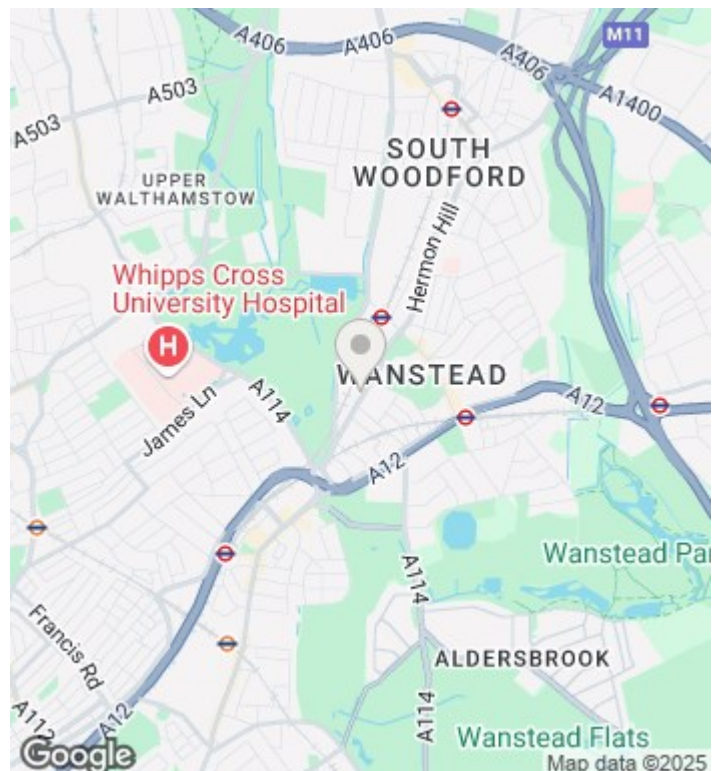 M11
A406
A406
A406
A503
A503
A1400
SOUTH
WOODFORD
UPPER
WALTHAMSTOW
Hermon Hill
Whipps Cross
University Hospital
H
WANSTEAD
James Ln
A114
A12
A12
Wanstead Par
A114
Francis Rd
ALDERSBROOK
A114
A112
A12
Wanstead Flats
Google
Map data ©2025